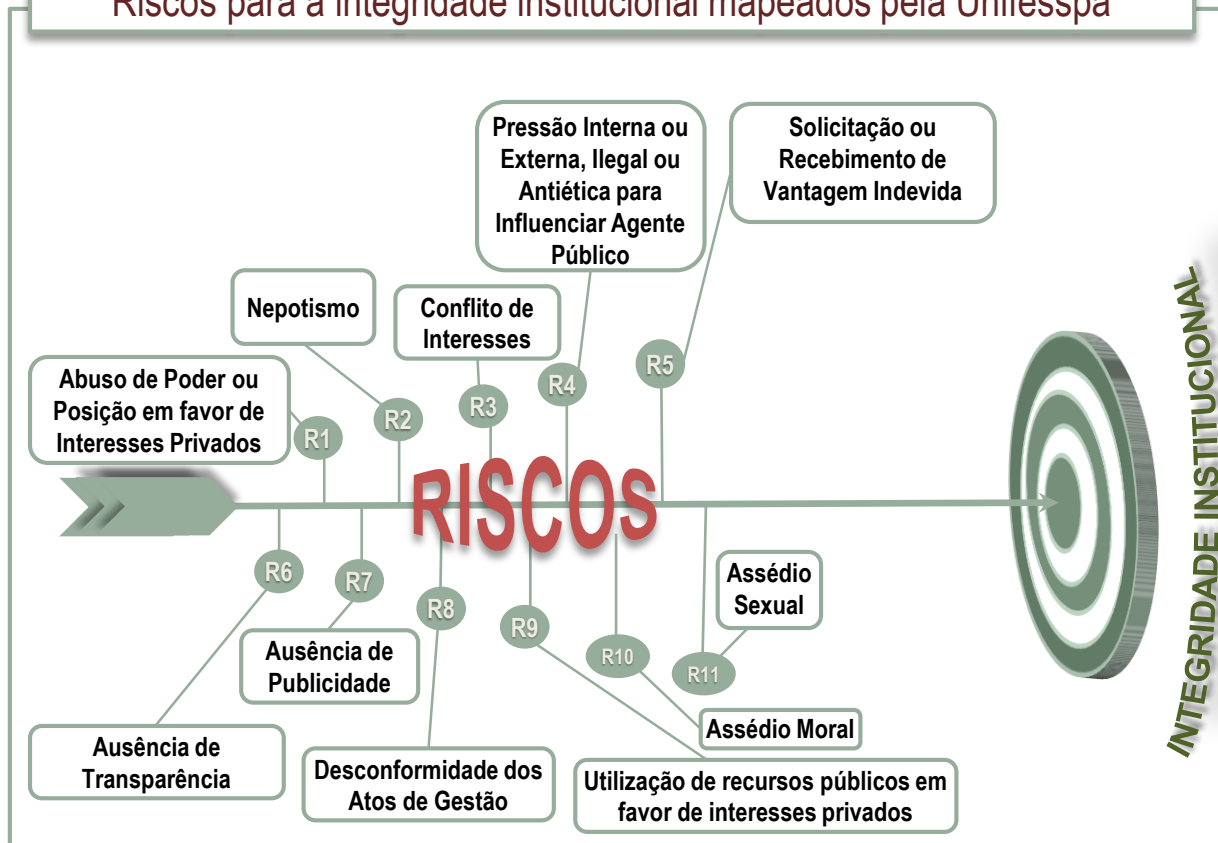 Riscos para a integridade institucional mapeados pela Unifesspa
Pressão Interna ou
Externa, Ilegal ou
Antiética para
Influenciar Agente
Público
Solicitação ou
Recebimento de
Vantagem Indevida
Nepotismo
Conflito de
Interesses
Abuso de Poder ou
Posição em favor de
Interesses Privados
R1
R2
R3
R4
R5
RISCOS
INTEGRIDADE INSTITUCIONAL
R6
R7
R8
R9
R10
R11
Assédio
Sexual
Ausência de
Publicidade
Assédio Moral
Ausência de
Transparência
Desconformidade dos
Atos de Gestão
Utilização de recursos públicos em
favor de interesses privados